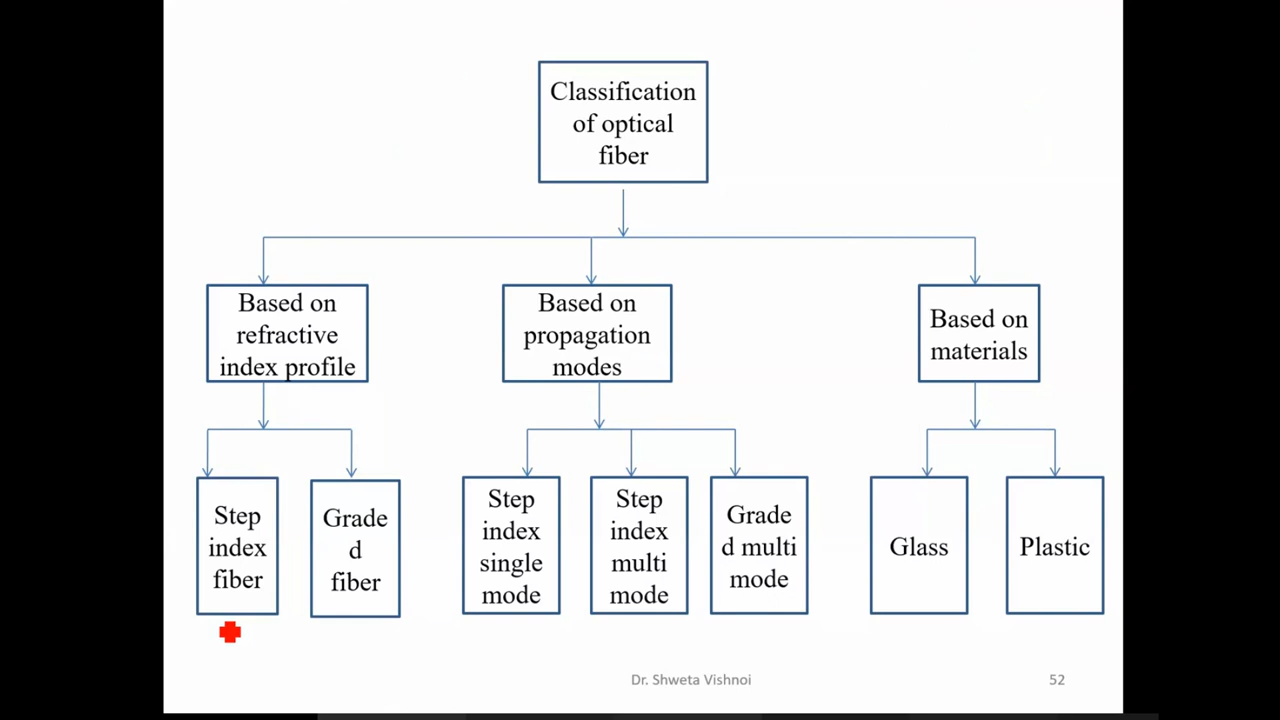 Classification
of optical
fiber
Based on
refractive
index profile
Based on
propagation
modes
Based on
materials
Step
index
fiber
Grade
d
fiber
Step
index
single
mode
Step
index
multi
mode
Grade
d multi
mode
Glass
Plastic
Dr. Shweta Vishnoi
52